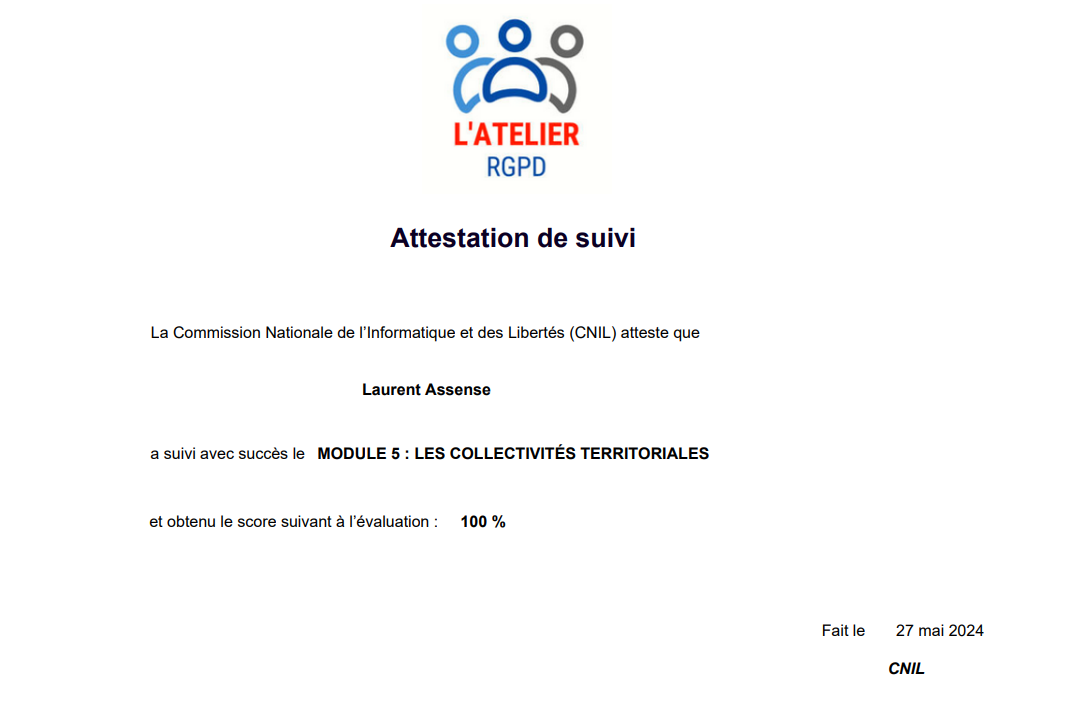 L'ATELIER
RGPD
Attestation de suivi
La Commission Nationale de l’Informatique et des Libertés (CNIL) atteste que
Laurent Assense
a suivi avec succès le MODULE 5 : LES COLLECTIVITÉS TERRITORIALES
et obtenu le score suivant à l’évaluation : 100 %
Fait le 27 mai 2024
CNIL